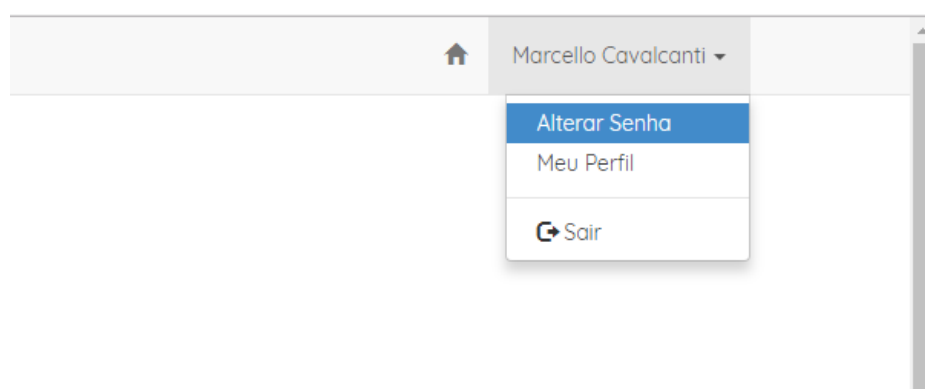 Marcello Cavalcanti
Alterar Senha
Meu Perfil
Sair